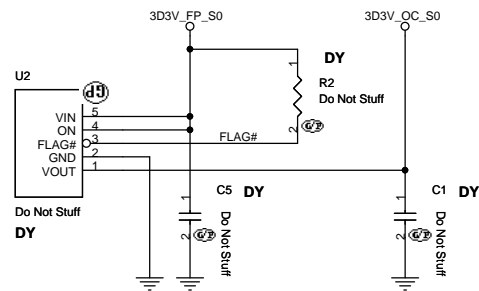 3D3V_FP_S0
3D3V_OC_S0
DY
U2
GP
1
R2
Do Not Stuff
2
G/P
VIN 5
ON 4
FLAG# 3
FLAG#
GND 2
VOUT 1
Do Not Stuff
DY
1
C5 DY
2
G/P
Do Not Stuff
1
C1 DY
2
G/P
Do Not Stuff